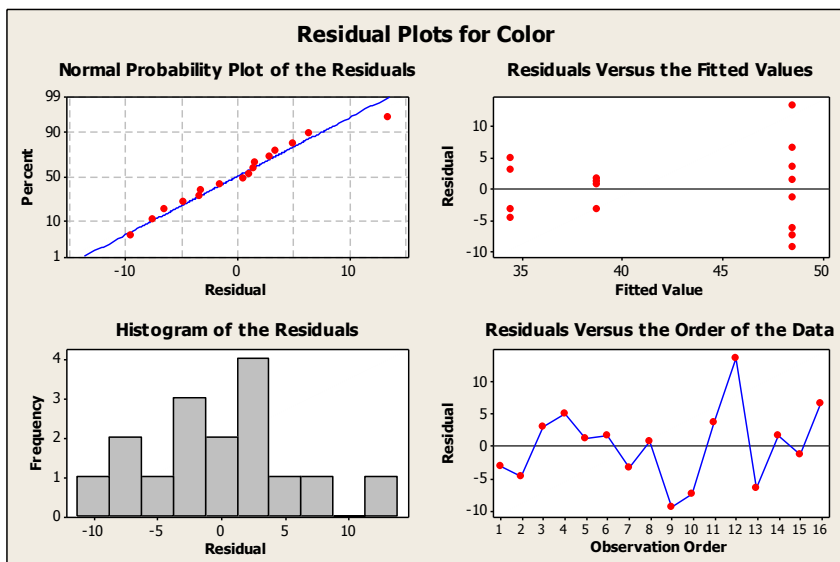 Residual Plots for Color
Normal Probability Plot of the Residuals
99
90
50
10
1
Percent
-10 0 10
Residual
Residuals Versus the Fitted Values
10
5
0
-5
-10
Residual
35 40 45 50
Fitted Value
Histogram of the Residuals
4
3
2
1
0
Frequency
-10 -5 0 5 10
Residual
Residuals Versus the Order of the Data
10
5
0
-5
-10
Residual
1 2 3 4 5 6 7 8 9 10 11 12 13 14 15 16
Observation Order